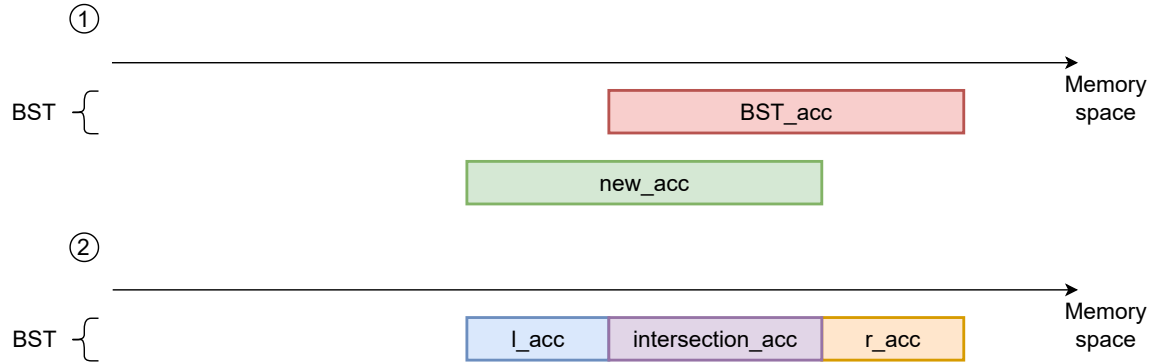 1
Memory
space
BST
BST_acc
new_acc
2
Memory
space
BST
l_acc
intersection_acc
r_acc